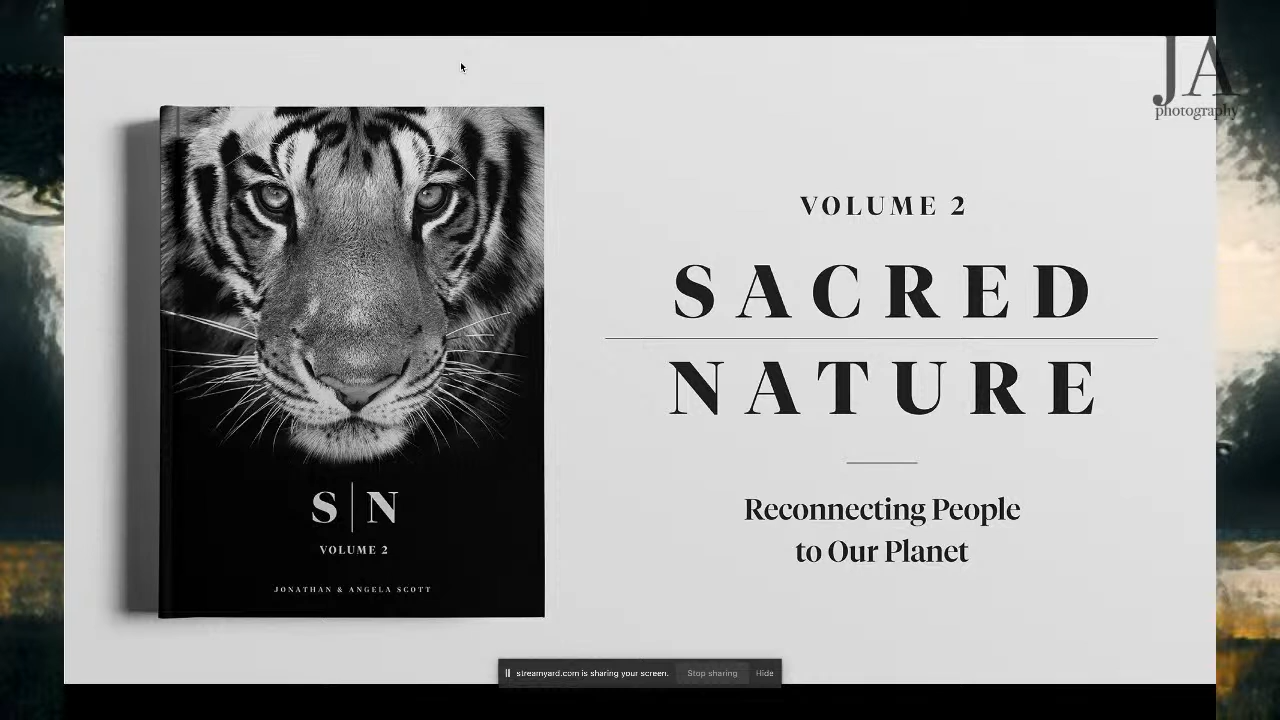 JA
photography
VOLUME 2
SACRED
NATURE
Reconnecting People
to Our Planet
S|N
VOLUME 2
JONATHAN & ANGELA SCOTT
streamyard.com is sharing your screen. Stop sharing Hide